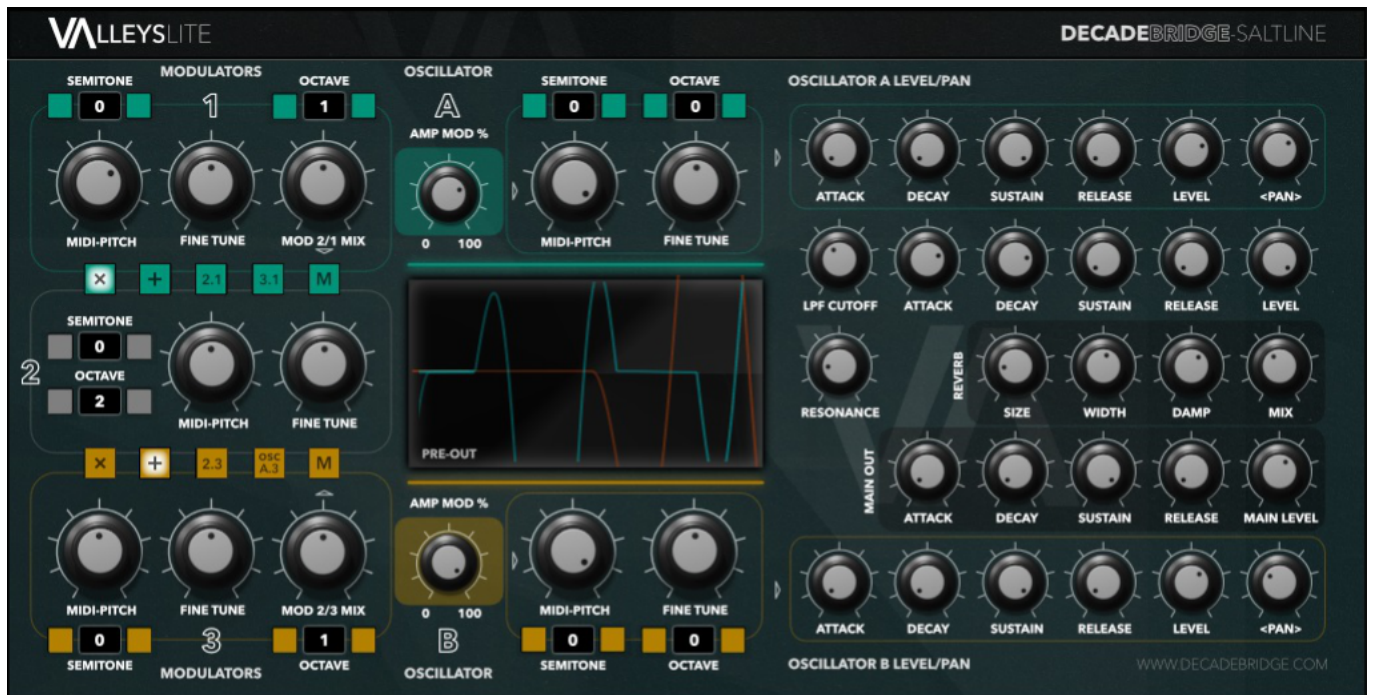 VALLEYSLITE
DECADEBRIDGE-SALTLINE
MODULATORS
OSCILLATOR
SEMITONE
OCTAVE
SEMITONE
OCTAVE
OSCILLATOR A LEVEL/PAN
0
1
1
A
0
0
AMP MOD %
MIDI-PITCH
FINE TUNE
MOD 2/1 MIX
0 100
MIDI-PITCH
FINE TUNE
ATTACK
DECAY
SUSTAIN
RELEASE
LEVEL
<PAN>
× + 2.1 3.1 M
LPF CUTOFF
ATTACK
DECAY
SUSTAIN
RELEASE
LEVEL
SEMITONE
0
2
OCTAVE
2
MIDI-PITCH
FINE TUNE
PRE-OUT
RESONANCE
REVERB
SIZE
WIDTH
DAMP
MIX
× + 2.3 OSC
A.3 M
MAIN OUT
ATTACK
DECAY
SUSTAIN
RELEASE
MAIN LEVEL
AMP MOD %
MIDI-PITCH
FINE TUNE
MOD 2/3 MIX
0 100
MIDI-PITCH
FINE TUNE
ATTACK
DECAY
SUSTAIN
RELEASE
LEVEL
<PAN>
0
3
1
B
0
0
SEMITONE
MODULATORS
OCTAVE
OSCILLATOR
SEMITONE
OCTAVE
OSCILLATOR B LEVEL/PAN
WWW.DECADEBRIDGE.COM